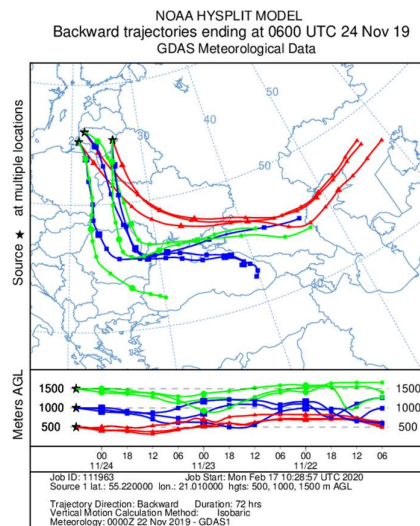 NOAA HYSPLIT MODEL
Backward trajectories ending at 0600 UTC 24 Nov 19
GDAS Meteorological Data
Source ★ at multiple locations
30
40
50
50
Meters AGL
1500 1500
1000 1000
500 500
00 18 12 06 00 18 12 06 00 18 12 06
11/24 11/23 11/22
Job ID: 111963 Job Start: Mon Feb 17 10:28:57 UTC 2020
Source 1 lat.: 55.220000 lon.: 21.010000 hgts: 500, 1000, 1500 m AGL
Trajectory Direction: Backward Duration: 72 hrs
Vertical Motion Calculation Method: Isobaric
Meteorology: 0000Z 22 Nov 2019 - GDAS1